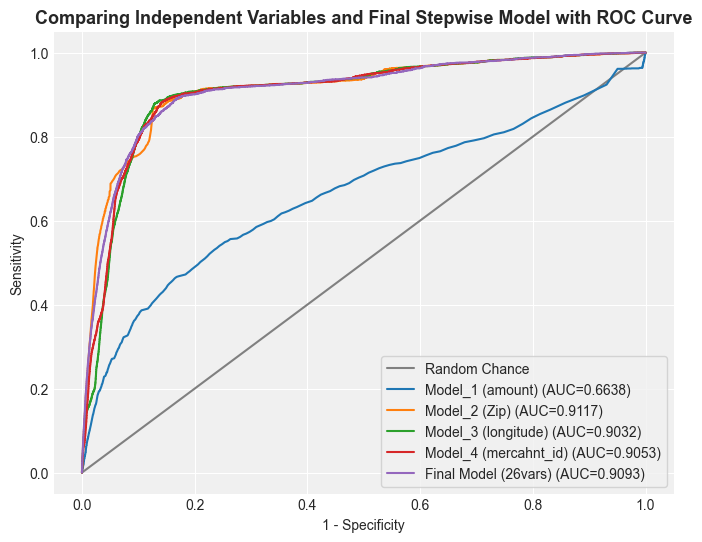 Comparing Independent Variables and Final Stepwise Model with ROC Curve
1.0
0.8
0.6
0.4
0.2
0.0
Sensitivity
0.0 0.2 0.4 0.6 0.8 1.0
1 - Specificity
Random Chance
Model_1 (amount) (AUC=0.6638)
Model_2 (Zip) (AUC=0.9117)
Model_3 (longitude) (AUC=0.9032)
Model_4 (mercahnt_id) (AUC=0.9053)
Final Model (26vars) (AUC=0.9093)